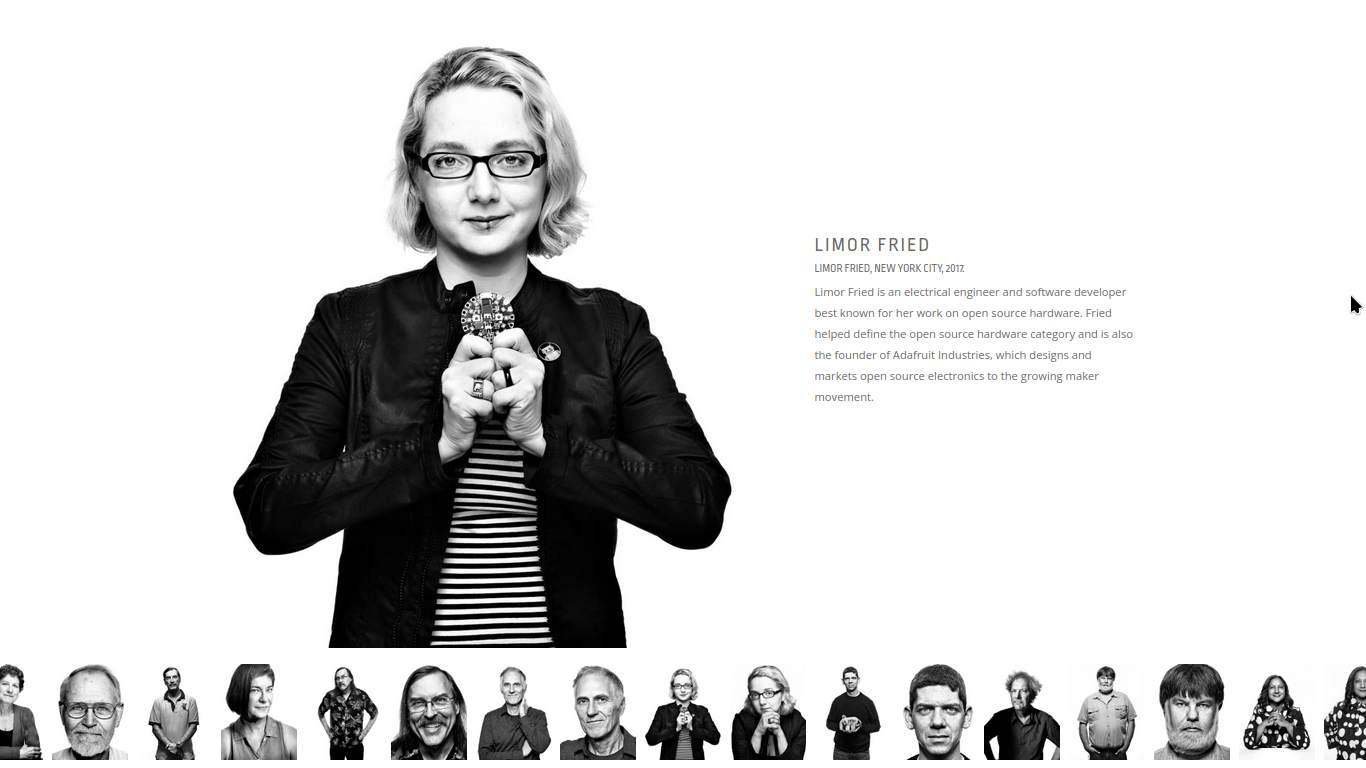 LIMOR FRIED
LIMOR FRIED, NEW YORK CITY, 2017.
Limor Fried is an electrical engineer and software developer
best known for her work on open source hardware. Fried
helped define the open source hardware category and is also
the founder of Adafruit Industries, which designs and
markets open source electronics to the growing maker
movement.